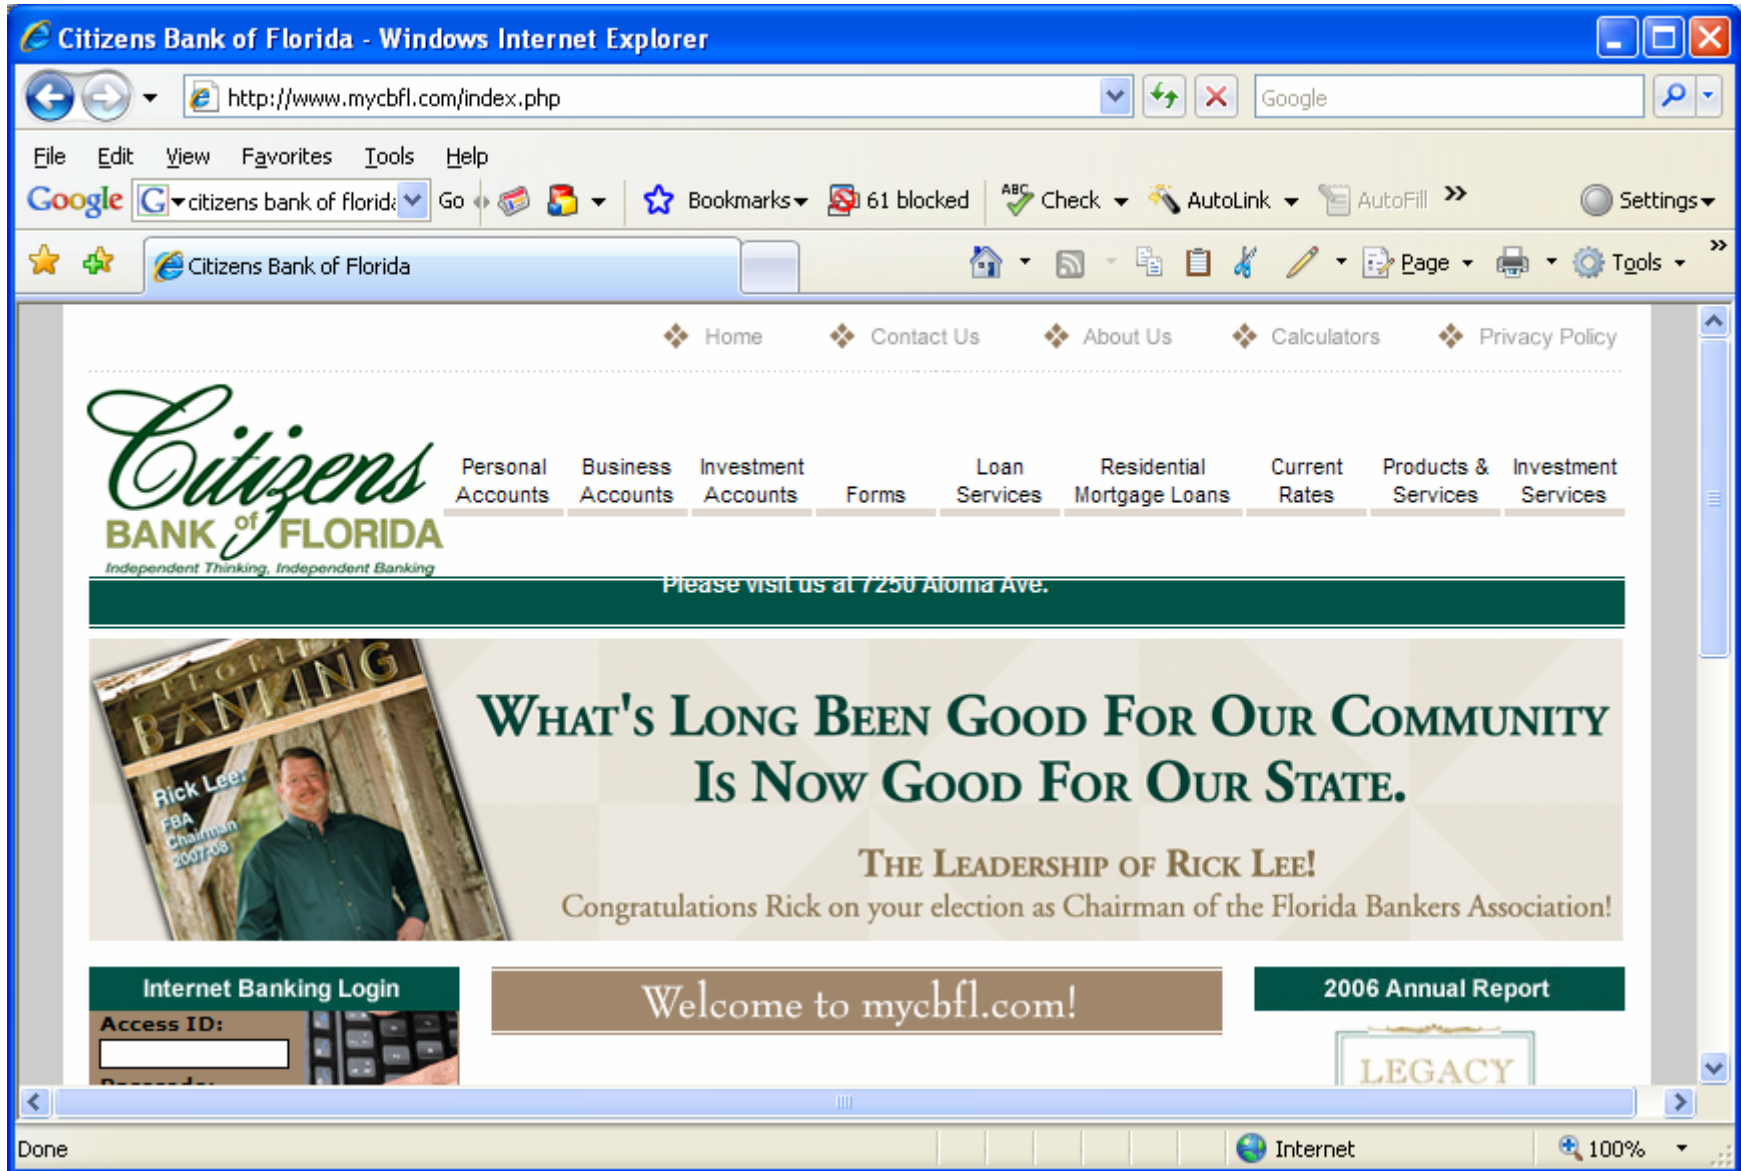 Citizens Bank of Florida - Windows Internet Explorer
http://www.mycbfl.com/index.php
Google
File Edit View Favorites Tools Help
Google G citizens bank of florida Go Bookmarks 61 blocked ABC Check AutoLink AutoFill » Settings
Citizens Bank of Florida Page Tools »
Home Contact Us About Us Calculators Privacy Policy
Citizens
BANK of FLORIDA
Independent Thinking, Independent Banking
Personal Accounts
Business Accounts
Investment Accounts
Forms
Loan Services
Residential Mortgage Loans
Current Rates
Products & Services
Investment Services
Please visit us at 7250 Aloma Ave.
FLORIDA
BANKING
Rick Lee:
FBA
Chairman
2007-08
WHAT'S LONG BEEN GOOD FOR OUR COMMUNITY
IS NOW GOOD FOR OUR STATE.
THE LEADERSHIP OF RICK LEE!
Congratulations Rick on your election as Chairman of the Florida Bankers Association!
Internet Banking Login
Access ID:
Welcome to mycbfl.com!
2006 Annual Report
LEGACY
Done Internet 100%